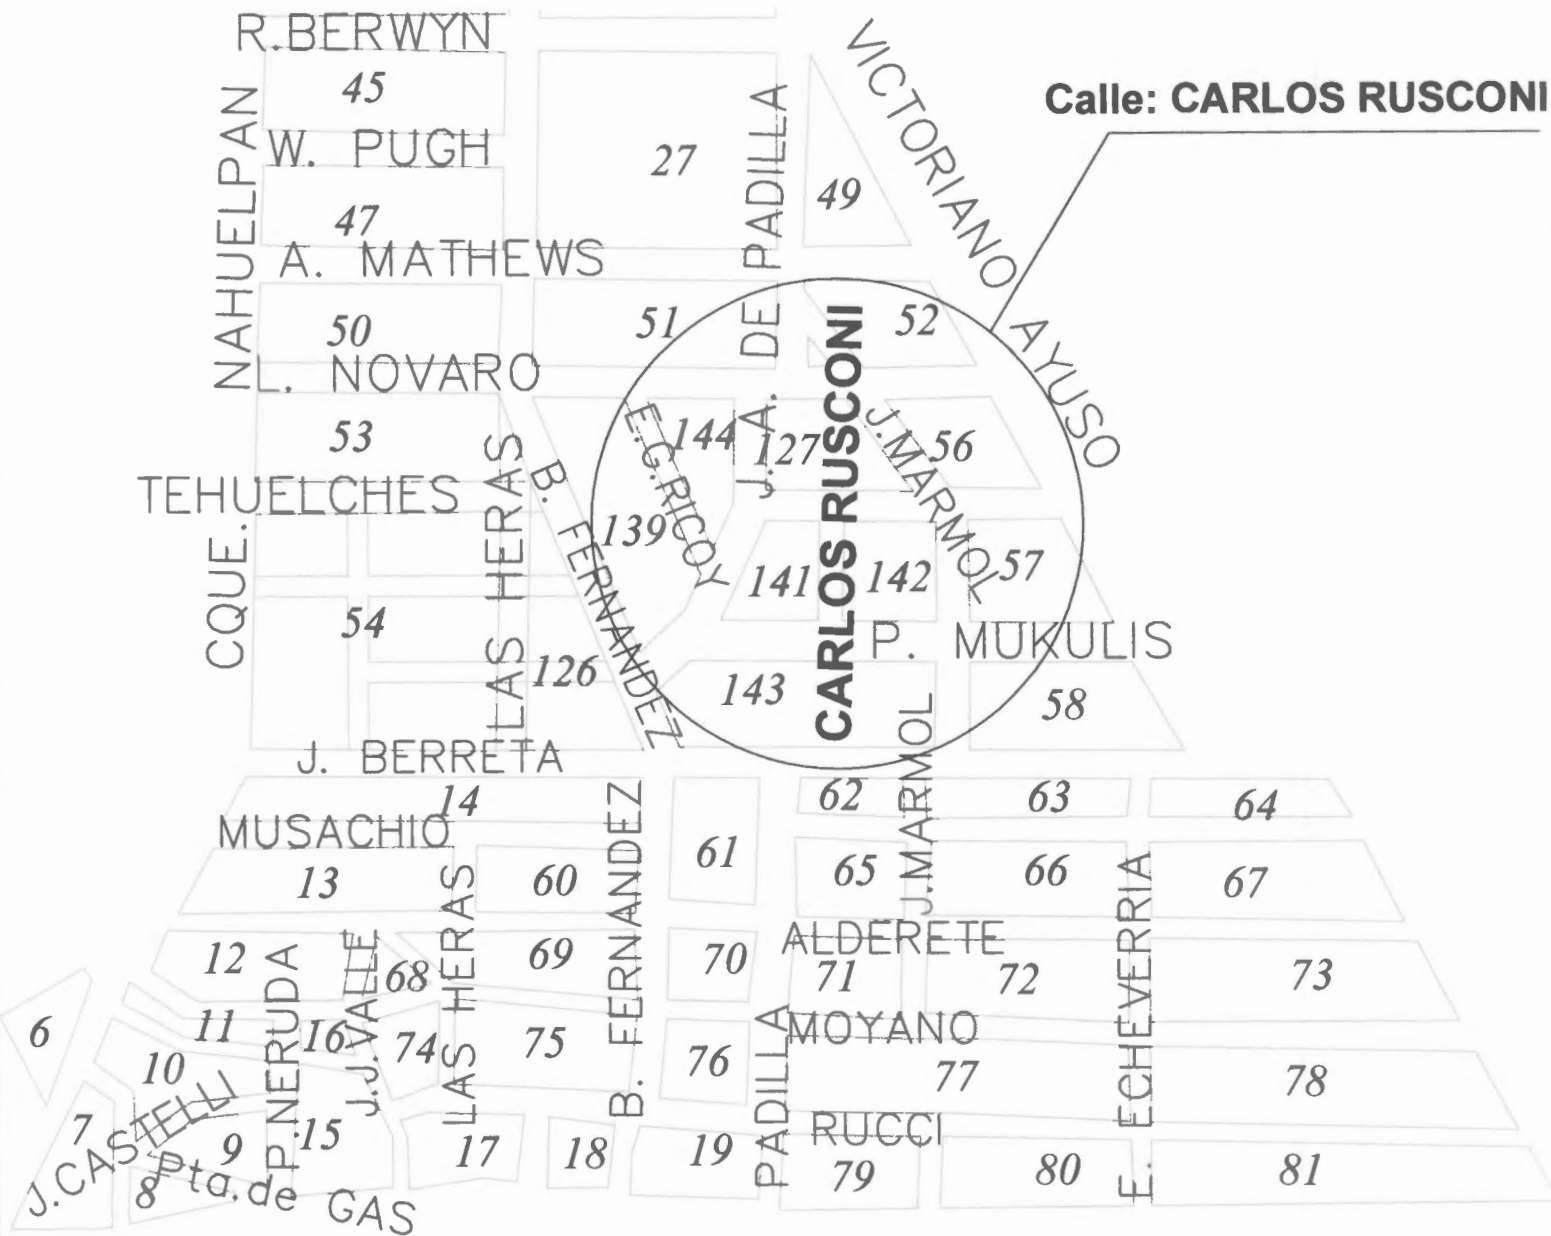 R.BERWYN
VICTORIANO AYUSO
Calle: CARLOS RUSCONI
45
NAHUELPAN
W. PUGH
27
J. A. DE PADILLA
49
47
A. MATHEWS
50
51
52
CARLOS RUSCONI
L. NOVARO
53
144
127
J.MARMOL
56
E.G.RICOY
LAS HERAS
B. FERNANDEZ
TEHUELCHES
CQUE.
139
141
142
57
54
P. MUKULIS
126
143
58
J. BERRETA
14
62
J.MARMOL
63
64
MUSACHIO
B. FERNANDEZ
61
13
60
65
66
67
LAS HERAS
E. ECHEVERRIA
ALDERETE
12
P.NERUDA
J.J.VALLE
68
69
70
71
72
73
6
11
16
74
75
76
PADILLA
MOYANO
10
77
78
J.CASTELLI
7
9
15
17
18
19
RUCCI
8
Pta.de GAS
79
80
81